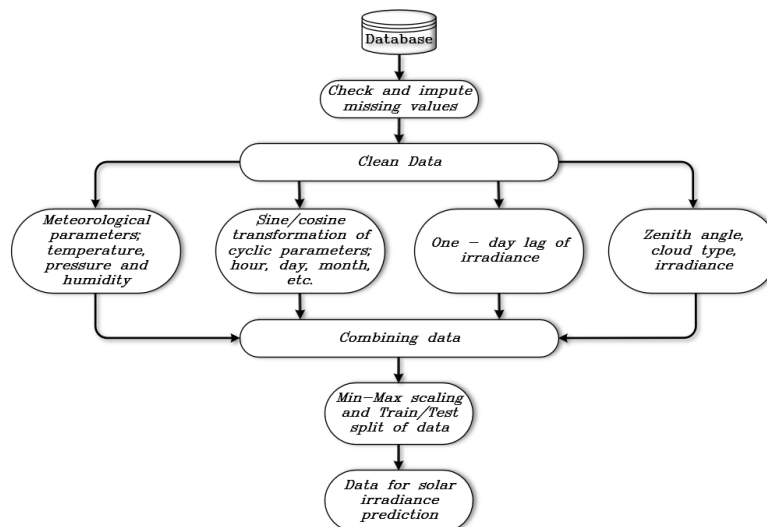 Database
Check and impute
missing values
Clean Data
Meteorological
parameters;
temperature,
pressure and
humidity
Sine/cosine
transformation of
cyclic parameters;
hour, day, month,
etc.
One - day lag of
irradiance
Zenith angle,
cloud type,
irradiance
Combining data
Min-Max scaling
and Train/Test
split of data
Data for solar
irradiance
prediction